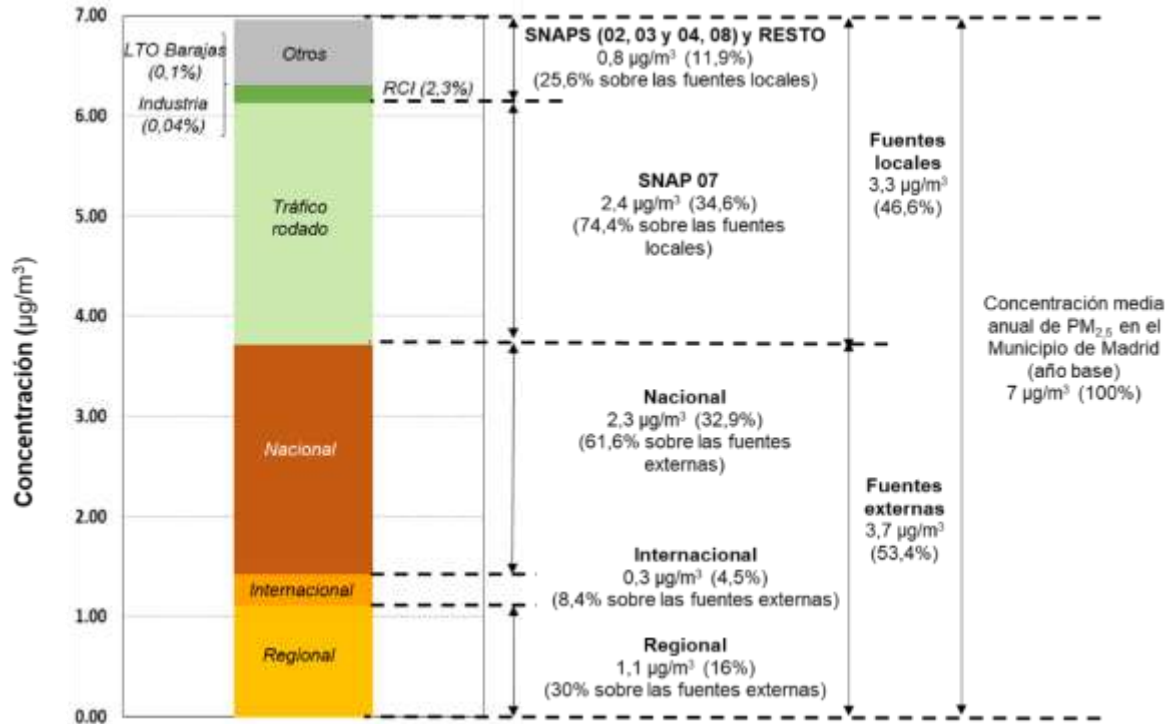 Concentración (µg/m³)
7.00
6.00
5.00
4.00
3.00
2.00
1.00
0.00
LTO Barajas
(0,1%)
Industria
(0,04%)
Otros
RCI (2,3%)
Tráfico
rodado
Nacional
Internacional
Regional
SNAPS (02, 03 y 04, 08) y RESTO
0,8 µg/m³ (11,9%)
(25,6% sobre las fuentes locales)
SNAP 07
2,4 µg/m³ (34,6%)
(74,4% sobre las fuentes
locales)
Nacional
2,3 µg/m³ (32,9%)
(61,6% sobre las fuentes
externas)
Internacional
0,3 µg/m³ (4,5%)
(8,4% sobre las fuentes externas)
Regional
1,1 µg/m³ (16%)
(30% sobre las fuentes externas)
Fuentes
locales
3,3 µg/m³
(46,6%)
Fuentes
externas
3,7 µg/m³
(53,4%)
Concentración media
anual de PM₂,₅ en el
Municipio de Madrid
(año base)
7 µg/m³ (100%)